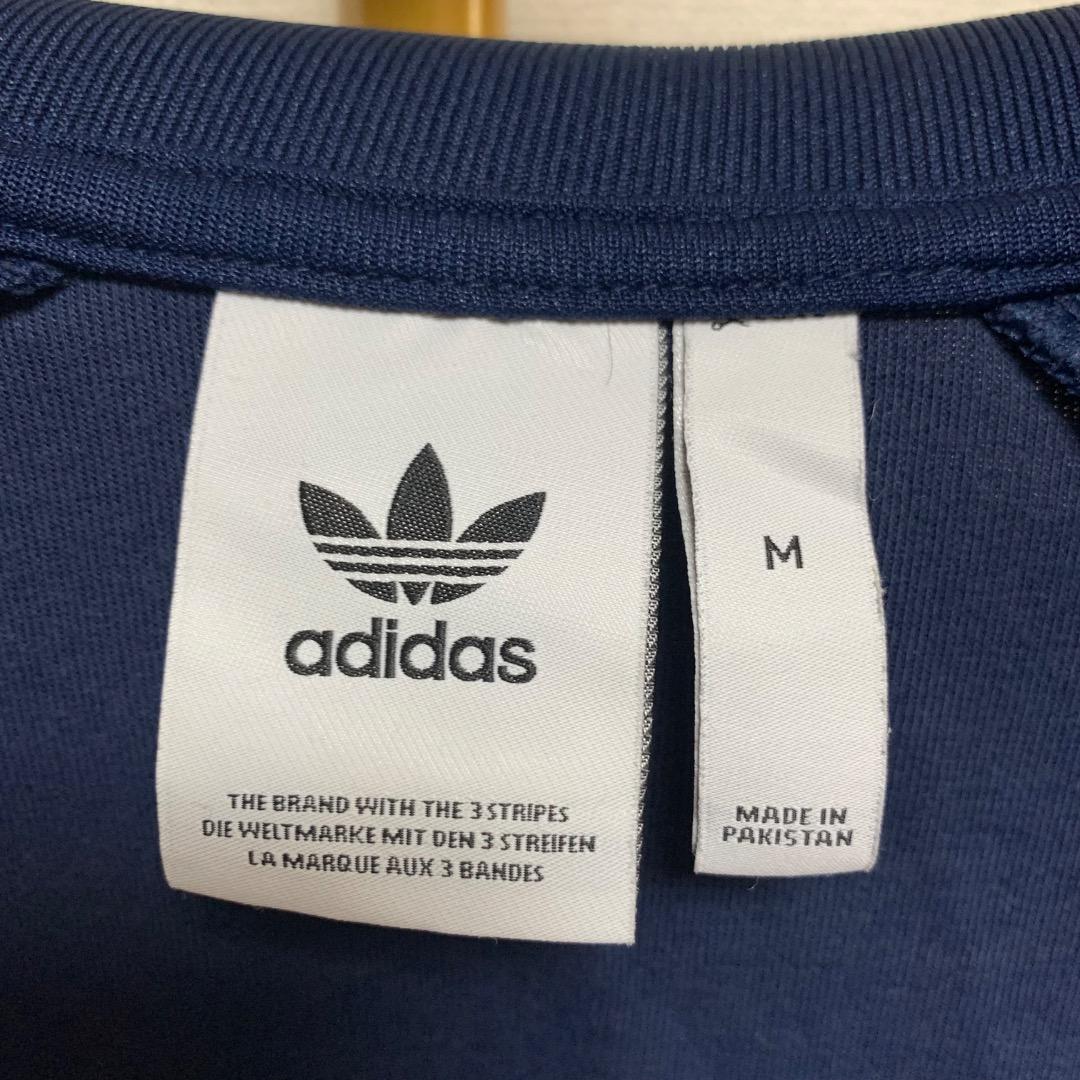 adidas
THE BRAND WITH THE 3 STRIPES
DIE WELTMARKE MIT DEN 3 STREIFEN
LA MARQUE AUX 3 BANDES
M
MADE IN
PAKISTAN